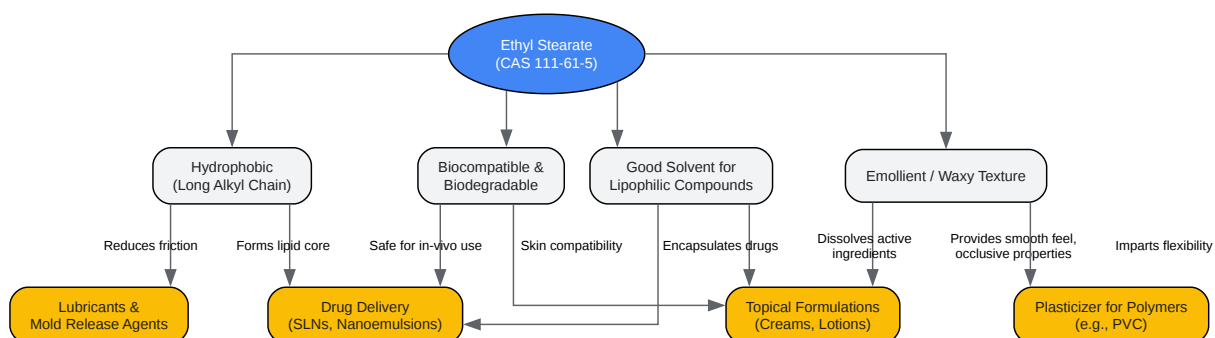 Ethyl Stearate
(CAS 111-61-5)
Hydrophobic
(Long Alkyl Chain)
Biocompatible &
Biodegradable
Good Solvent for
Lipophilic Compounds
Emollient / Waxy Texture
Reduces friction
Forms lipid core
Safe for in-vivo use
Skin compatibility
Encapsulates drugs
Dissolves active
ingredients
Provides smooth feel,
occlusive properties
Imparts flexibility
Lubricants &
Mold Release Agents
Drug Delivery
(SLNs, Nanoemulsions)
Topical Formulations
(Creams, Lotions)
Plasticizer for Polymers
(e.g., PVC)